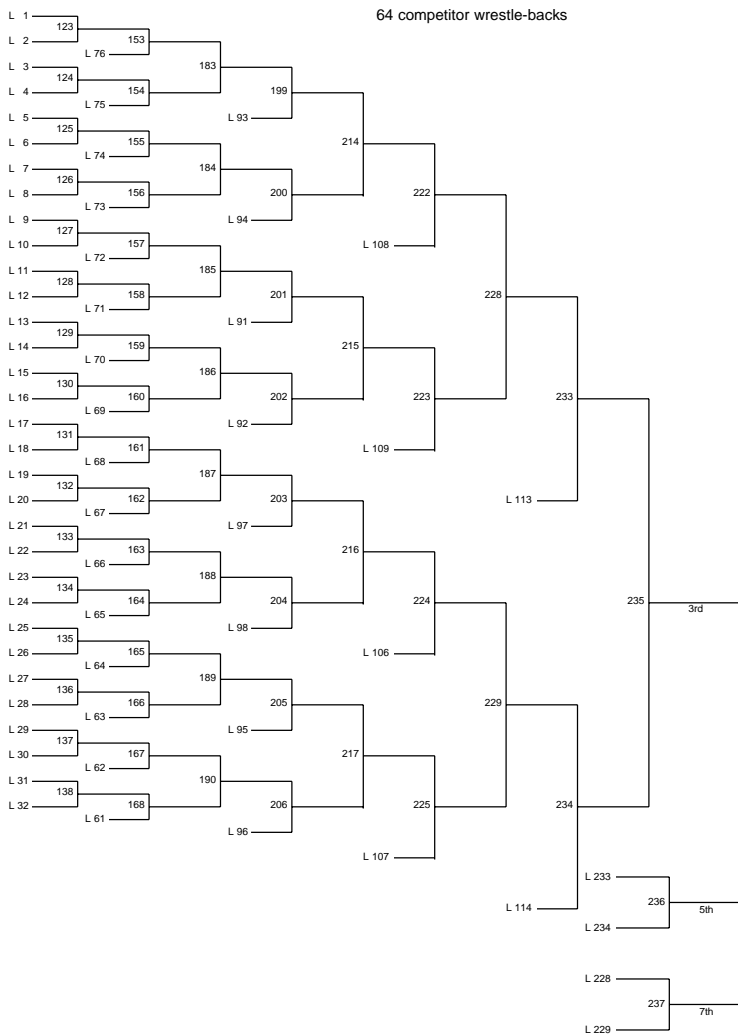 64 competitor wrestle-backs
L 1
123
L 2
153
L 76
183
L 3
124
L 4
154
L 75
199
L 93
L 5
125
L 6
155
L 74
214
184
L 7
126
L 8
156
L 73
200
L 94
222
L 108
L 9
127
L 10
157
L 72
185
L 11
128
L 12
158
L 71
201
L 91
228
L 13
129
L 14
159
L 70
215
186
L 15
130
L 16
160
L 69
202
L 92
223
L 109
233
L 17
131
L 18
161
L 68
187
L 19
132
L 20
162
L 67
203
L 97
L 113
L 21
133
L 22
163
L 66
216
188
L 23
134
L 24
164
L 65
204
L 98
224
L 106
235
3rd
L 25
135
L 26
165
L 64
189
L 27
136
L 28
166
L 63
205
L 95
229
L 29
137
L 30
167
L 62
217
190
L 31
138
L 32
168
L 61
206
L 96
225
L 107
234
L 114
L 233
236
5th
L 234
L 228
237
7th
L 229